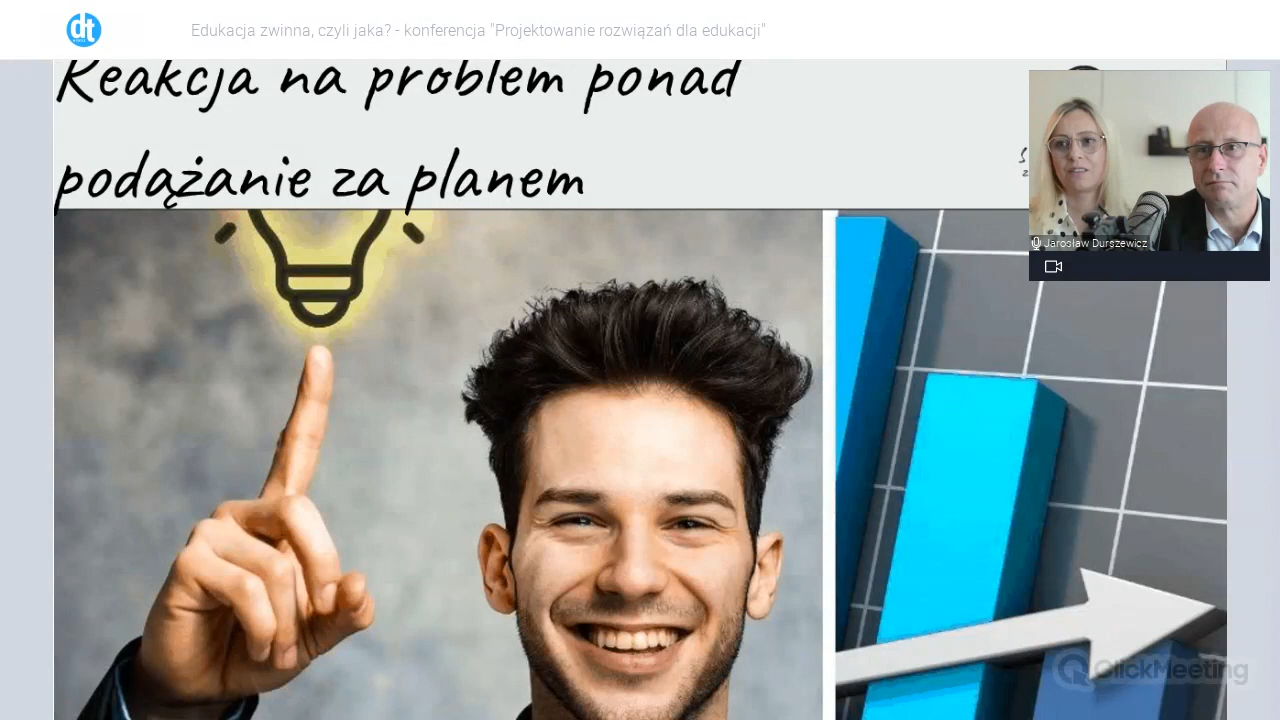 dt
Edukacja zwinna, czyli jaka? - konferencja "Projektowanie rozwiązań dla edukacji"
Reakcja na problem ponad
podążanie za planem
Jarosław Durszewicz
ClickMeeting